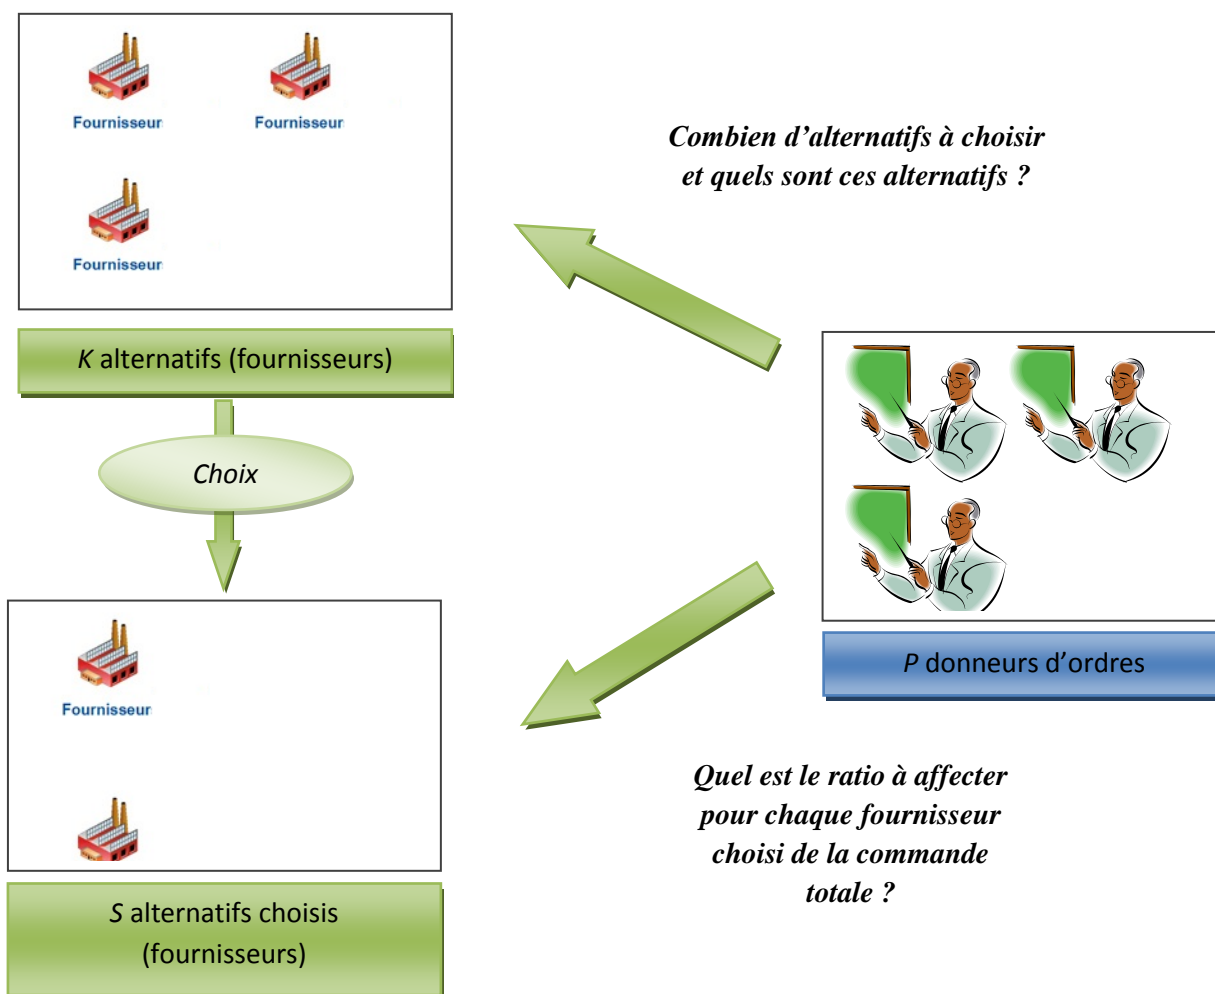 Fournisseur
Fournisseur
Fournisseur
K alternatifs (fournisseurs)
Choix
Fournisseur
S alternatifs choisis
(fournisseurs)
Combien d’alternatifs à choisir
et quels sont ces alternatifs ?
P donneurs d’ordres
Quel est le ratio à affecter
pour chaque fournisseur
choisi de la commande
totale ?